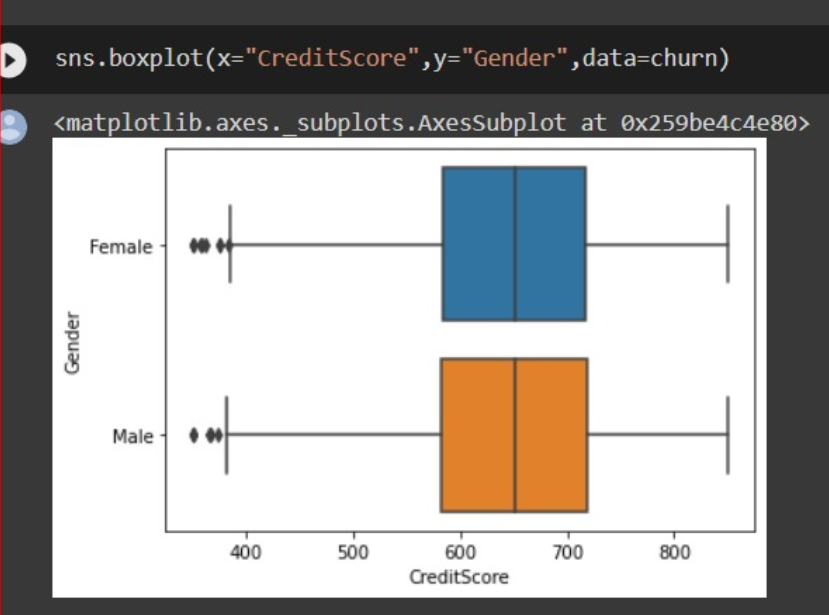 sns.boxplot(x="CreditScore",y="Gender",data=churn)
<matplotlib.axes._subplots.AxesSubplot at 0x259be4c4e80>
Female
Gender
Male
400 500 600 700 800
CreditScore